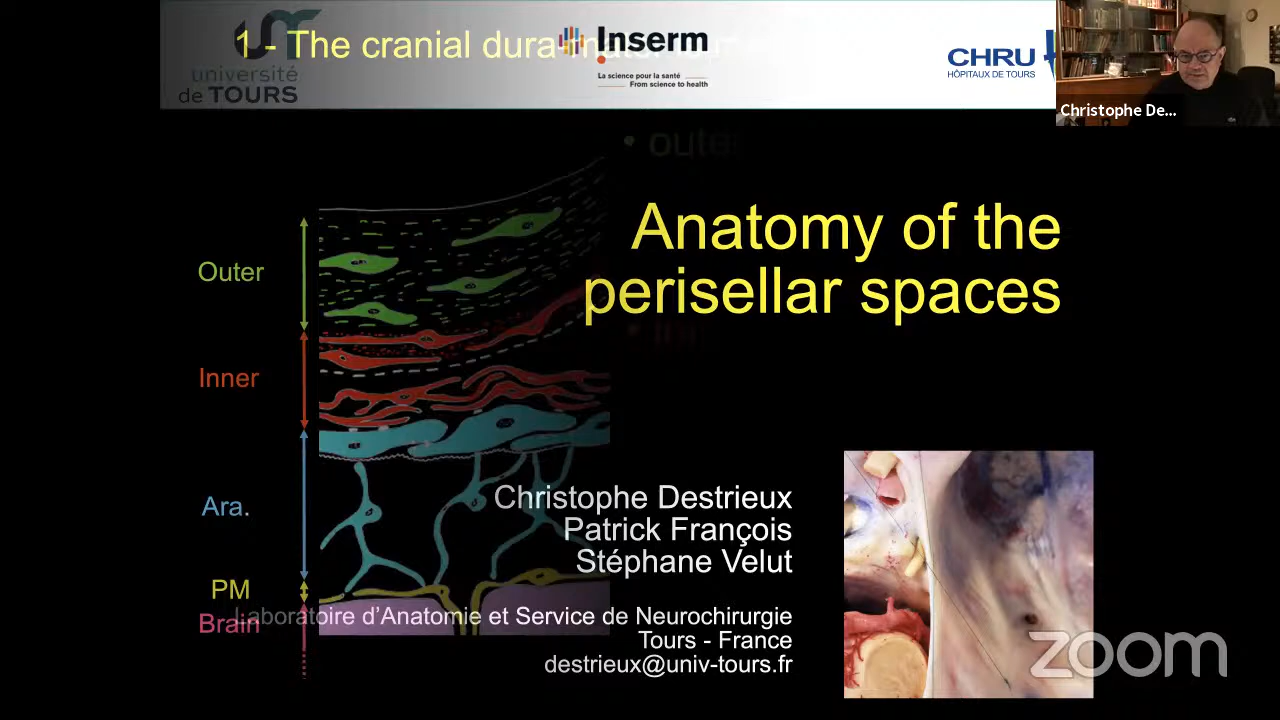 1 - The cranial dura
université
de TOURS
Inserm
La science pour la santé
From science to health
CHRU
HÔPITAUX DE TOURS
Christophe De...
Anatomy of the
perisellar spaces
Outer
Inner
Ara.
PM
Brain
Christophe Destrieux
Patrick François
Stéphane Velut
Laboratoire d'Anatomie et Service de Neurochirurgie
Tours - France
destrieux@univ-tours.fr
zoom